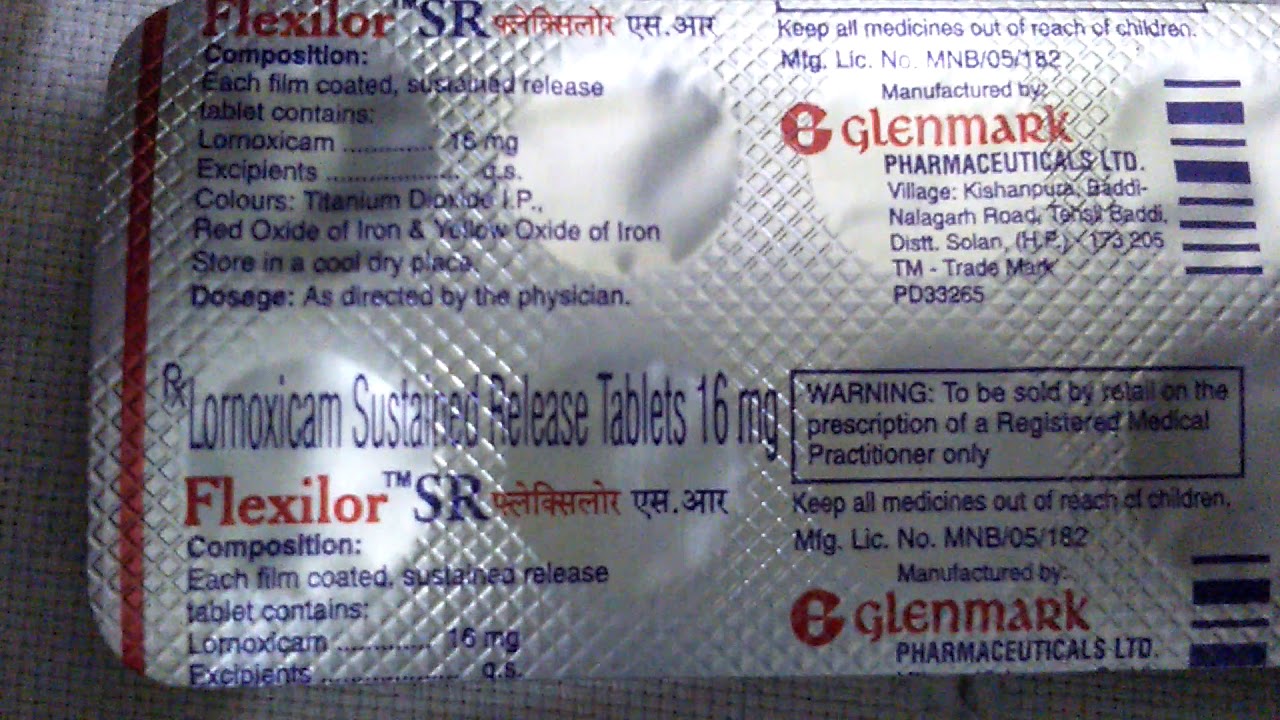 Flexilor™SR फ्लेक्सिलोर एस.आर
Composition:
Each film coated, sustained release
tablet contains:
Lornoxicam ............. 16 mg
Excipients ................... q.s.
Colours: Titanium Dioxide I.P.,
Red Oxide of Iron & Yellow Oxide of Iron
Store in a cool dry place.
Dosage: As directed by the physician.
Keep all medicines out of reach of children.
Mfg. Lic. No. MNB/05/182
Manufactured by:
GLENMARK
PHARMACEUTICALS LTD.
Village: Kishanpura, Baddi-
Nalagarh Road, Tehsil Baddi,
Distt. Solan, (H.P.) - 173 205
TM - Trade Mark
PD33265
Rx Lornoxicam Sustained Release Tablets 16 mg
Flexilor™SR फ्लेक्सिलोर एस.आर
Composition:
Each film coated, sustained release
tablet contains:
Lornoxicam ............. 16 mg
Excipients ................... q.s.
WARNING: To be sold by retail on the
prescription of a Registered Medical
Practitioner only
Keep all medicines out of reach of children.
Mfg. Lic. No. MNB/05/182
Manufactured by:
GLENMARK
PHARMACEUTICALS LTD.